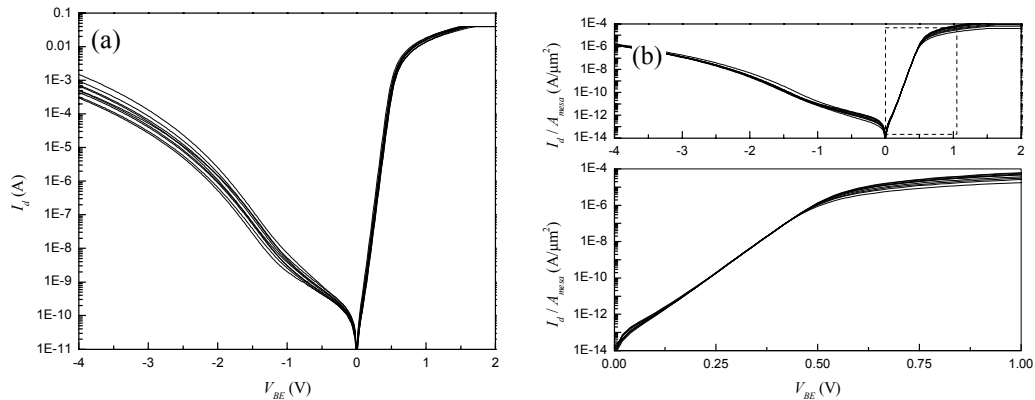 (a)
0.1
0.01
1E-3
1E-4
1E-5
1E-6
1E-7
1E-8
1E-9
1E-10
1E-11
I_d (A)
-4 -3 -2 -1 0 1 2
V_BE (V)
(b)
1E-4
1E-6
1E-8
1E-10
1E-12
1E-14
I_d / A_mesa (A/μm²)
-4 -3 -2 -1 0 1 2
1E-4
1E-6
1E-8
1E-10
1E-12
1E-14
I_d / A_mesa (A/μm²)
0.00 0.25 0.50 0.75 1.00
V_BE (V)